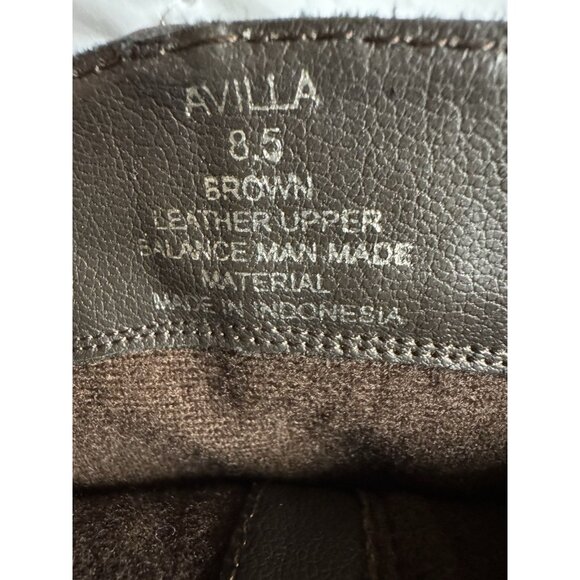 AVILLA
8.5
BROWN
LEATHER UPPER
BALANCE MAN MADE
MATERIAL
MADE IN INDONESIA